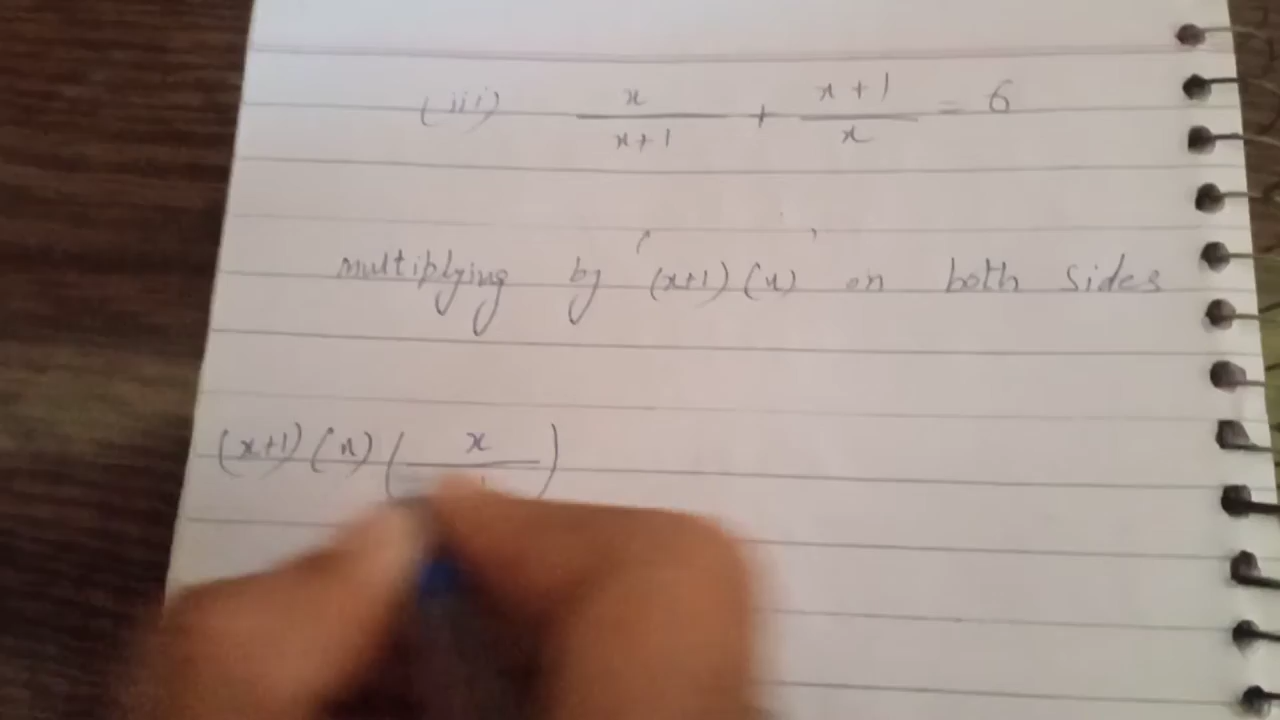 (iii) x/x+1 + x+1/x = 6
multiplying by (x+1) (x) on both sides
(x+1) (x) (x/